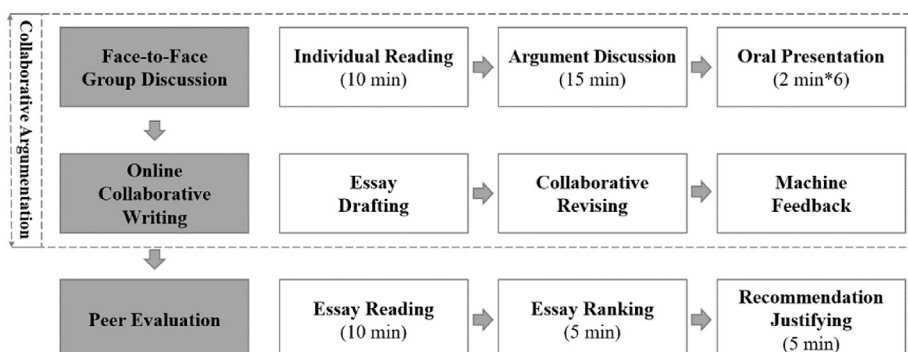 Collaborative Argumentation
Face-to-Face
Group Discussion
Individual Reading
(10 min)
Argument Discussion
(15 min)
Oral Presentation
(2 min*6)
Online
Collaborative
Writing
Essay
Drafting
Collaborative
Revising
Machine
Feedback
Peer Evaluation
Essay Reading
(10 min)
Essay Ranking
(5 min)
Recommendation
Justifying
(5 min)